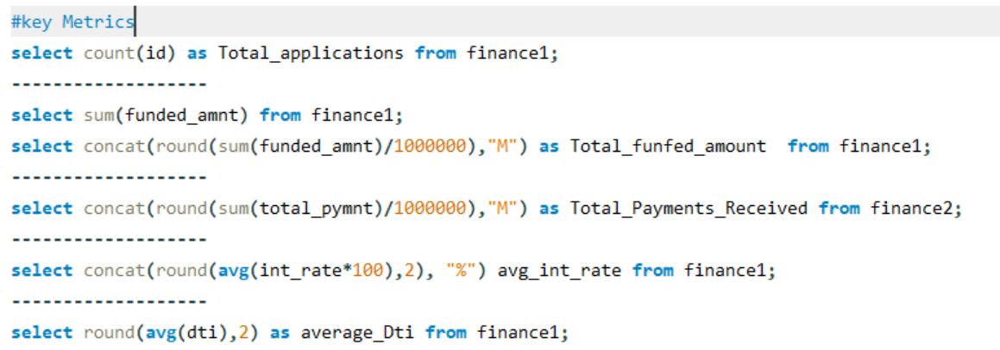 #key Metrics
select count(id) as Total_applications from finance1;
-------------------
select sum(funded_amnt) from finance1;
select concat(round(sum(funded_amnt)/1000000),"M") as Total_funfed_amount  from finance1;
-------------------
select concat(round(sum(total_pymnt)/1000000),"M") as Total_Payments_Received from finance2;
-------------------
select concat(round(avg(int_rate*100),2), "%") avg_int_rate from finance1;
-------------------
select round(avg(dti),2) as average_Dti from finance1;